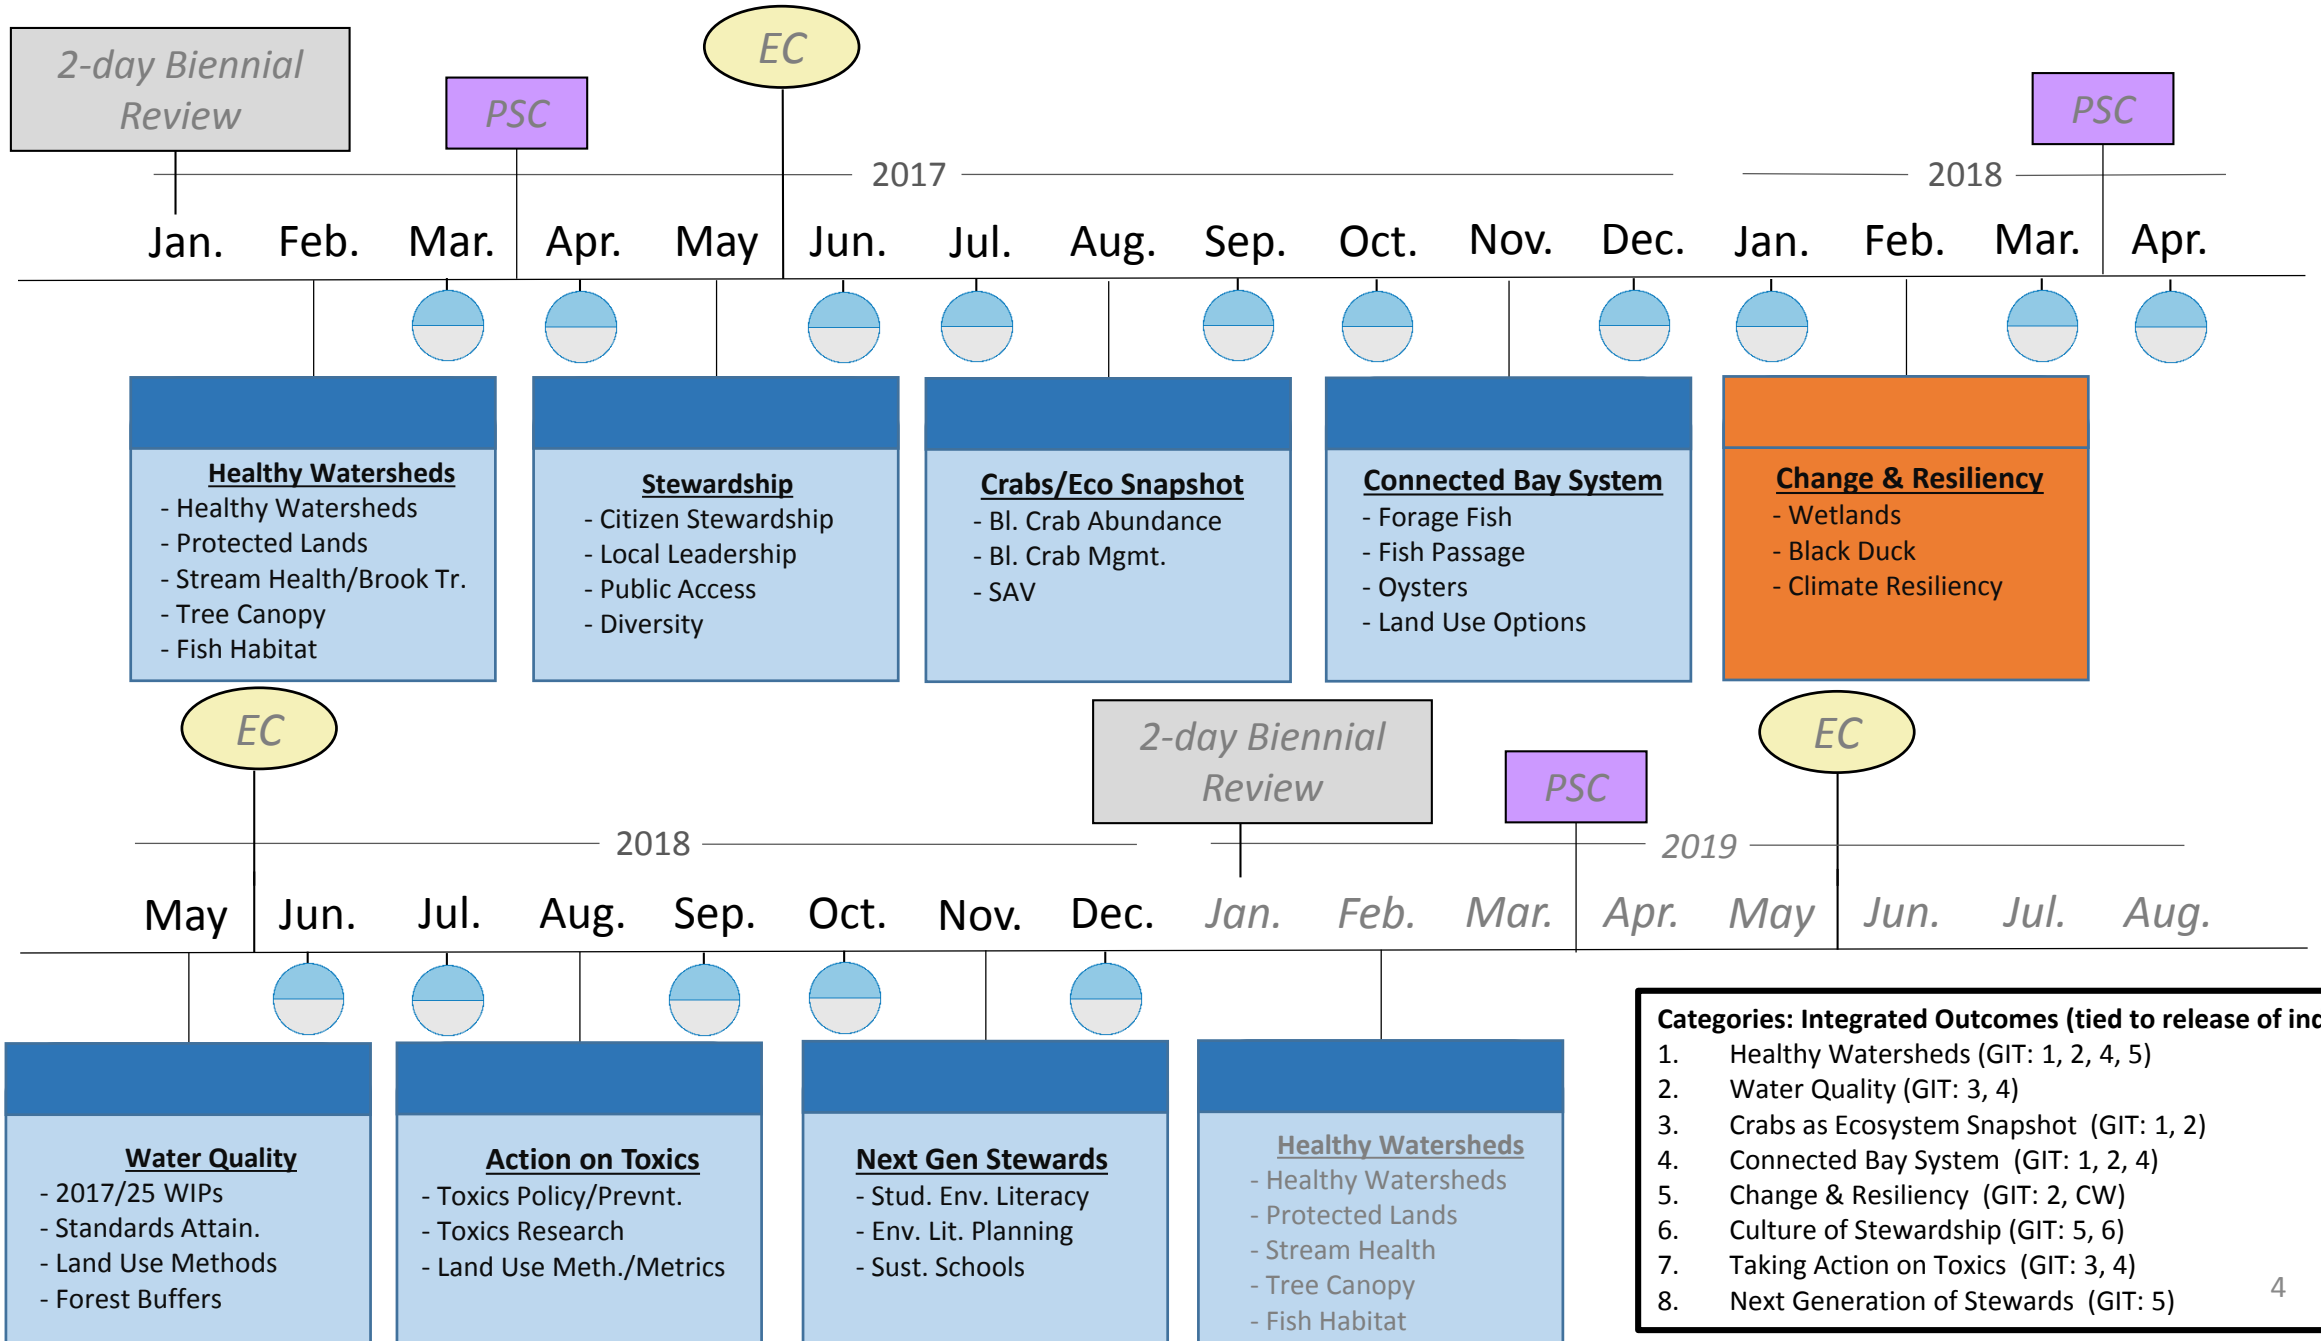 2-day Biennial
Review
PSC
EC
PSC
2017
2018
Jan. Feb. Mar. Apr. May Jun. Jul. Aug. Sep. Oct. Nov. Dec. Jan. Feb. Mar. Apr.
Healthy Watersheds
- Healthy Watersheds
- Protected Lands
- Stream Health/Brook Tr.
- Tree Canopy
- Fish Habitat
Stewardship
- Citizen Stewardship
- Local Leadership
- Public Access
- Diversity
Crabs/Eco Snapshot
- Bl. Crab Abundance
- Bl. Crab Mgmt.
- SAV
Connected Bay System
- Forage Fish
- Fish Passage
- Oysters
- Land Use Options
Change & Resiliency
- Wetlands
- Black Duck
- Climate Resiliency
EC
2-day Biennial
Review
PSC
EC
2018
2019
May Jun. Jul. Aug. Sep. Oct. Nov. Dec. Jan. Feb. Mar. Apr. May Jun. Jul. Aug.
Water Quality
- 2017/25 WIPs
- Standards Attain.
- Land Use Methods
- Forest Buffers
Action on Toxics
- Toxics Policy/Prevnt.
- Toxics Research
- Land Use Meth./Metrics
Next Gen Stewards
- Stud. Env. Literacy
- Env. Lit. Planning
- Sust. Schools
Healthy Watersheds
- Healthy Watersheds
- Protected Lands
- Stream Health
- Tree Canopy
- Fish Habitat
Categories: Integrated Outcomes (tied to release of
1. Healthy Watersheds (GIT: 1, 2, 4, 5)
2. Water Quality (GIT: 3, 4)
3. Crabs as Ecosystem Snapshot (GIT: 1, 2)
4. Connected Bay System (GIT: 1, 2, 4)
5. Change & Resiliency (GIT: 2, CW)
6. Culture of Stewardship (GIT: 5, 6)
7. Taking Action on Toxics (GIT: 3, 4)
8. Next Generation of Stewards (GIT: 5)
4